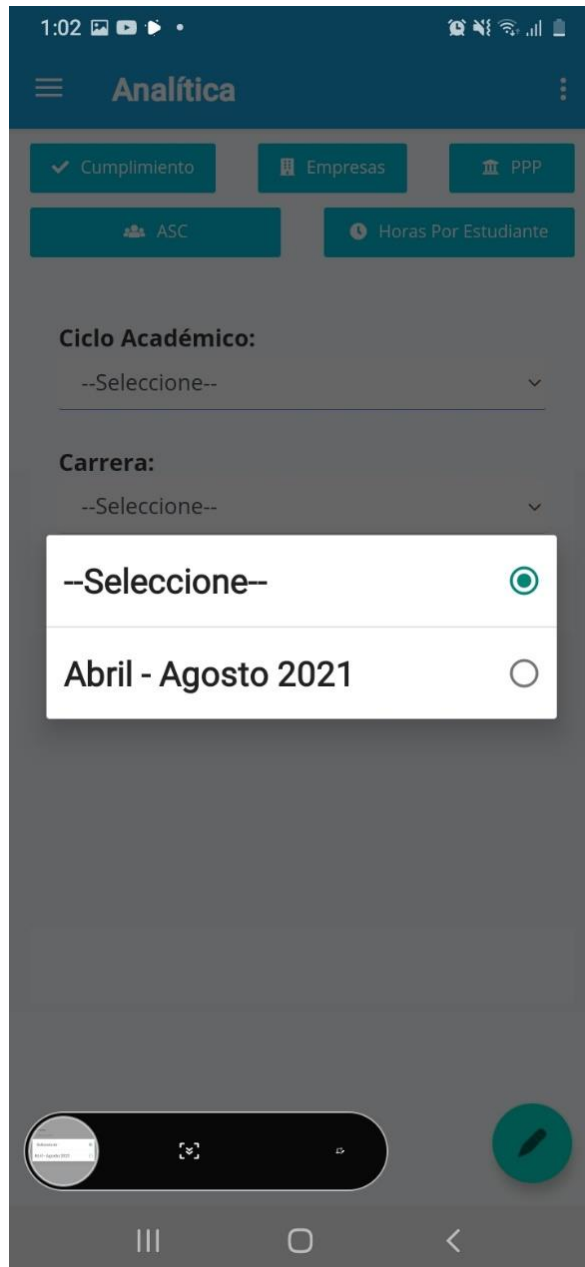 1:02
Analítica
Cumplimiento
Empresas
PPP
ASC
Horas Por Estudiante
Ciclo Académico:
--Seleccione--
Carrera:
--Seleccione--
--Seleccione--
Abril - Agosto 2021